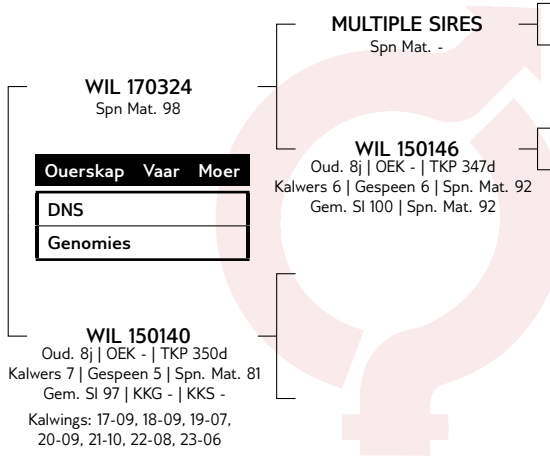 MULTIPLE SIRES
Spn Mat. -
WIL 170324
Spn Mat. 98
WIL 150146
Oud. 8j | OEK - | TKP 347d
Kalwers 6 | Gespeen 6 | Spn. Mat. 92
Gem. SI 100 | Spn. Mat. 92
Ouerskap Vaar Moer
DNS
Genomies
WIL 150140
Oud. 8j | OEK - | TKP 350d
Kalwers 7 | Gespeen 5 | Spn. Mat. 81
Gem. SI 97 | KKG - | KKS -
Kalwings: 17-09, 18-09, 19-07,
20-09, 21-10, 22-08, 23-06